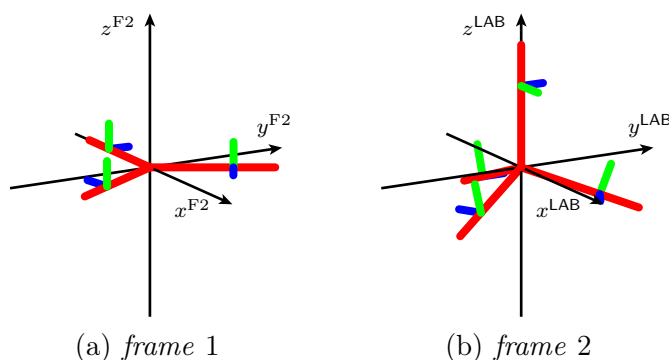 z^F2 z^LAB
y^F2 y^LAB
x^F2 x^LAB
(a) frame 1 (b) frame 2